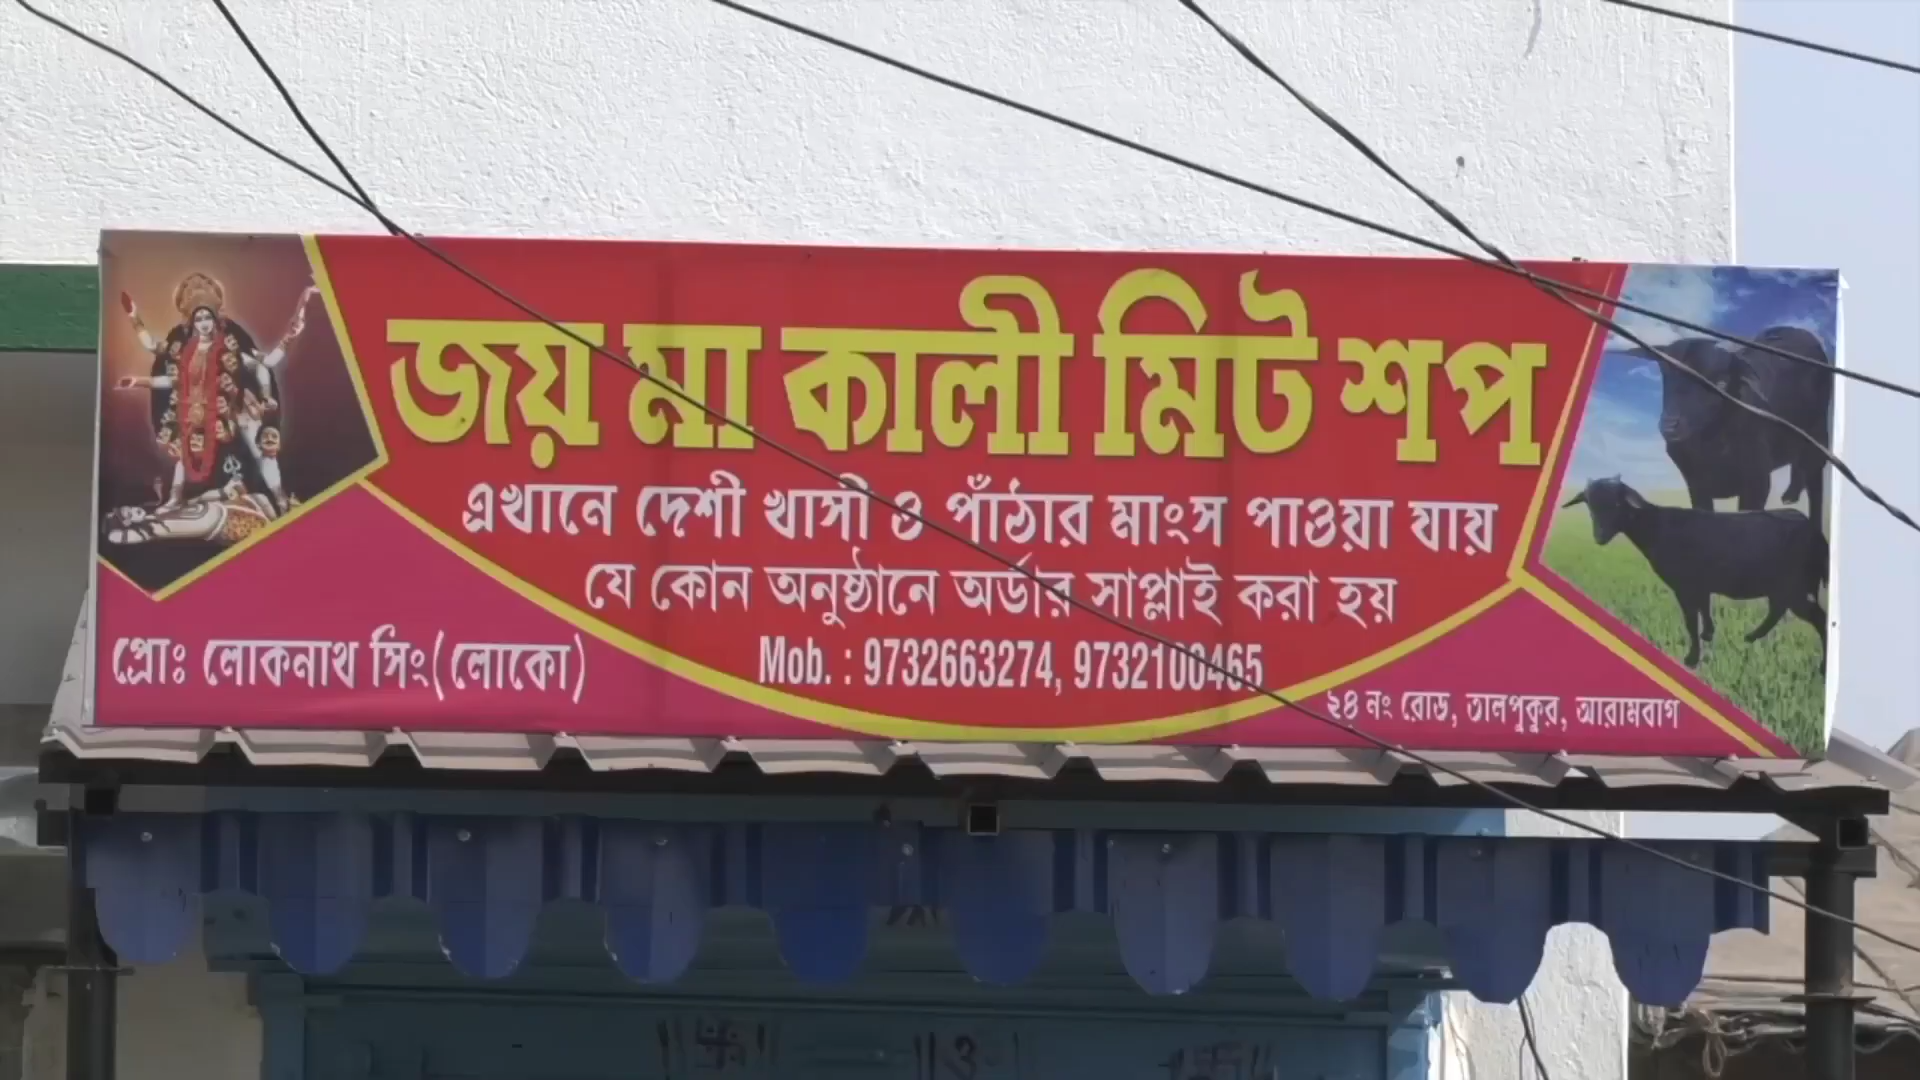 জয় মা কালী মিট শপ
এখানে দেশী খাসী ও পাঁঠার মাংস পাওয়া যায়
যে কোন অনুষ্ঠানে অর্ডার সাপ্লাই করা হয়
Mob. : 9732663274, 9732100465
প্রোঃ লোকনাথ সিং(লোকো)
২৪ নং রোড, তালপুকুর, আরামবাগ